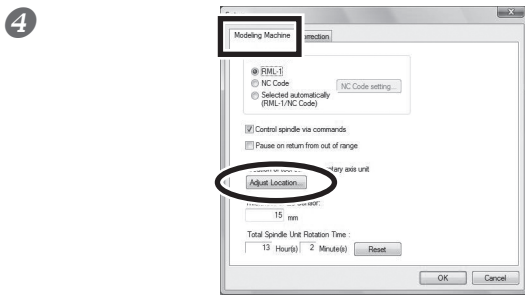 4
Modeling Machine
rrection
RML-1
NC Code
NC Code setting...
Selected automatically
(RML-1/NC Code)
Control spindle via commands
Pause on return from out of range
otary axis unit
Adjust Location...
15 mm
Total Spindle Unit Rotation Time :
13 Hour(s) 2 Minute(s) Reset
OK Cancel